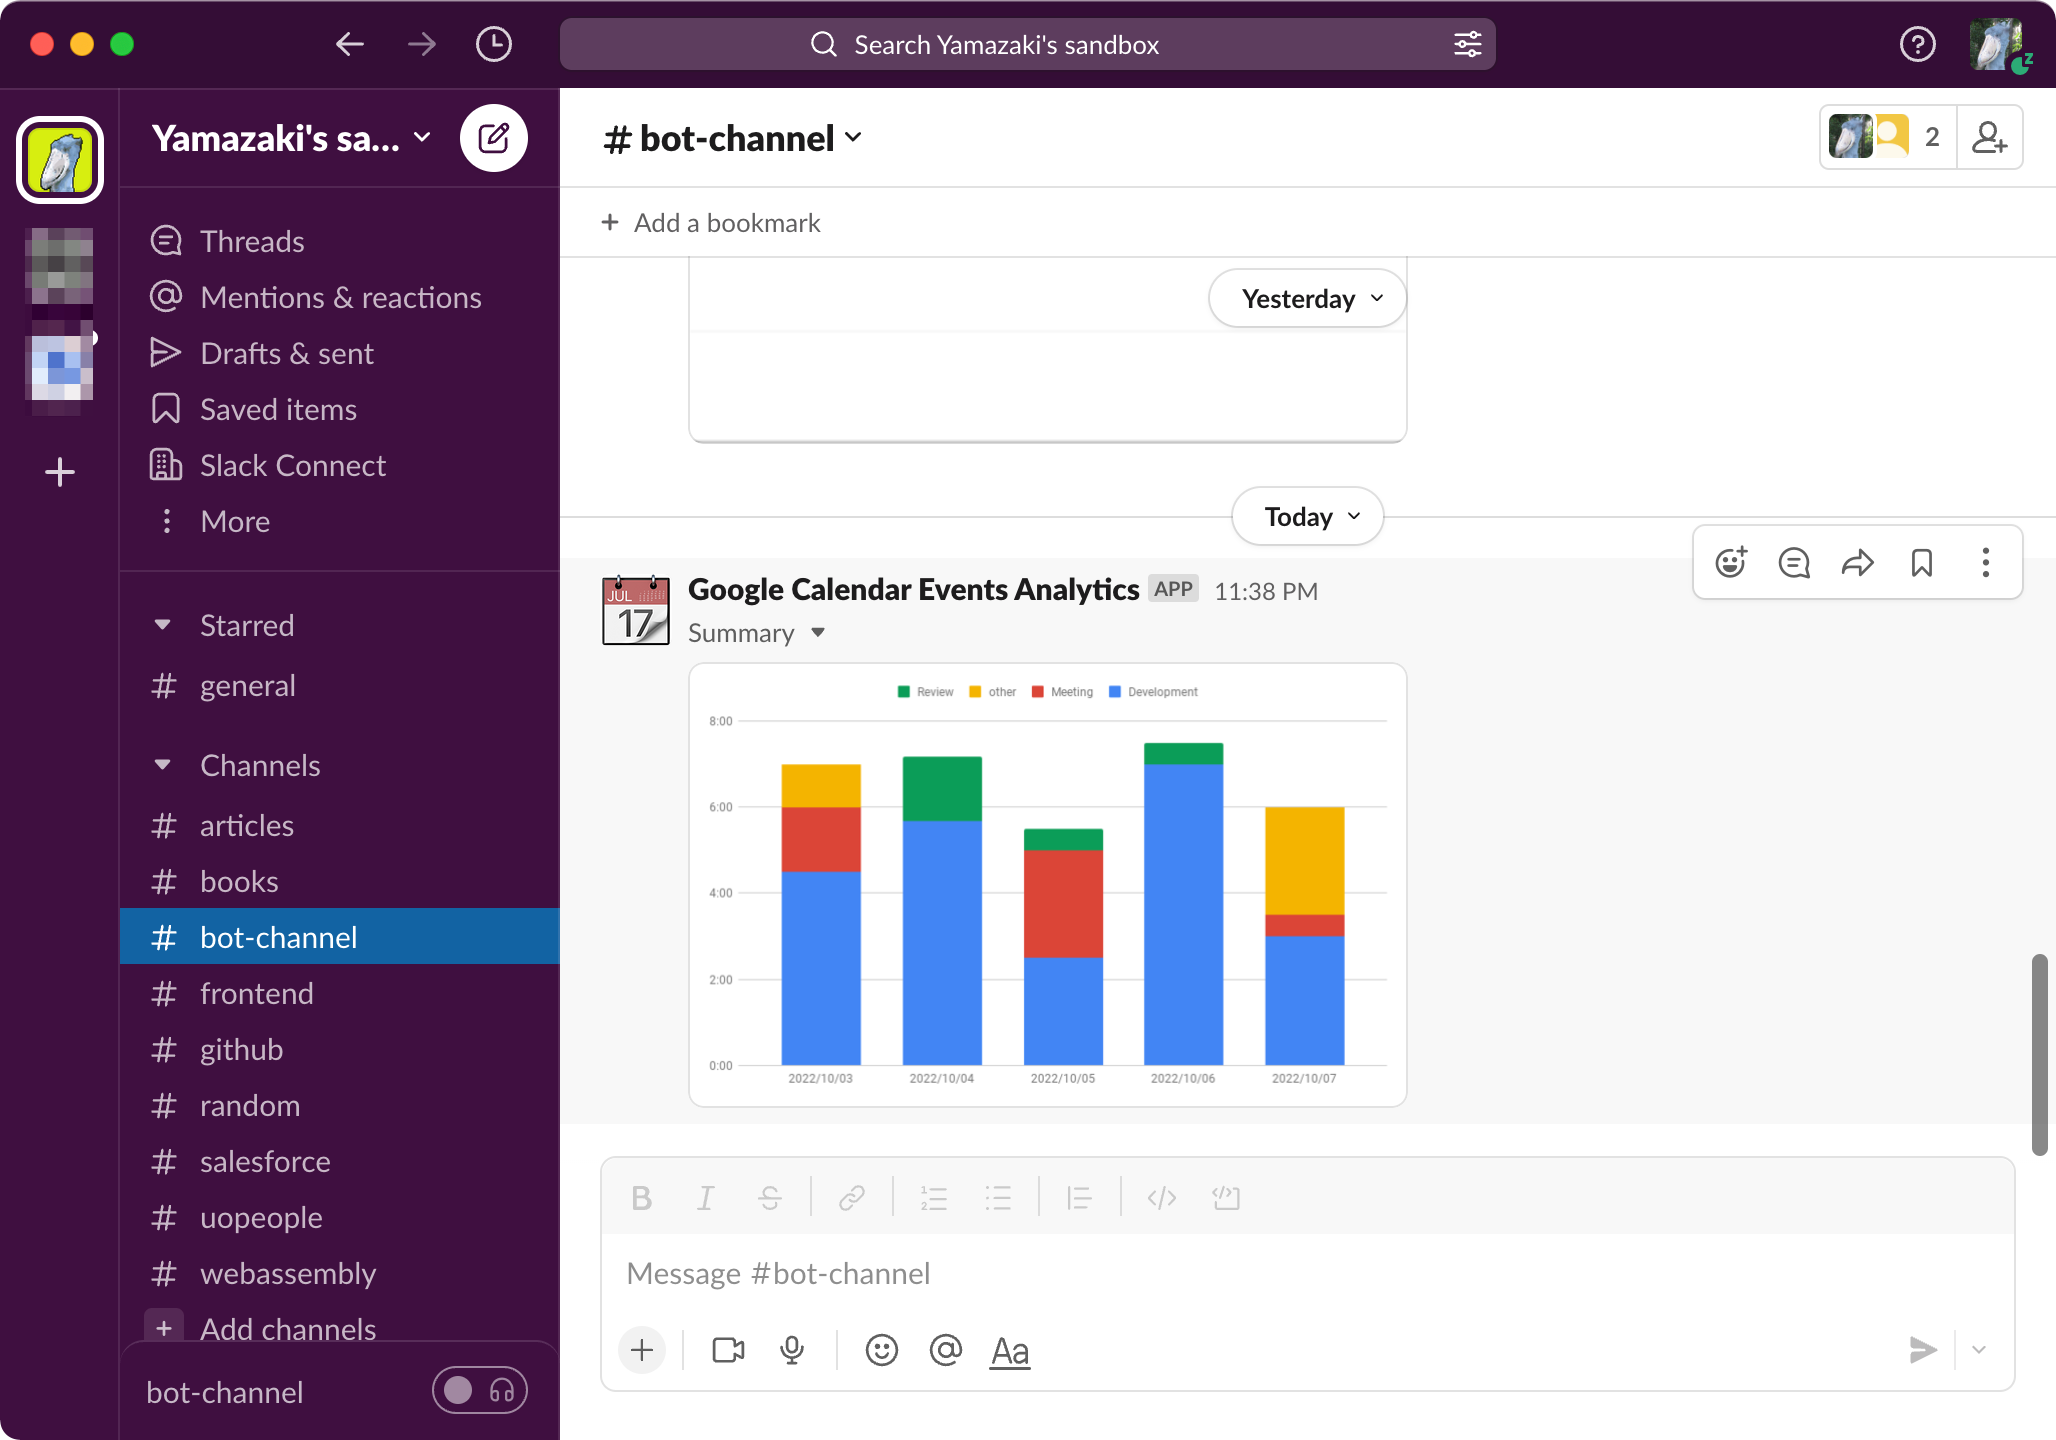 Search Yamazaki's sandbox
Yamazaki's sa...
Threads
Mentions & reactions
Drafts & sent
Saved items
Slack Connect
More
Starred
# general
Channels
# articles
# books
# bot-channel
# frontend
# github
# random
# salesforce
# uopeople
# webassembly
+ Add channels
bot-channel
# bot-channel
2
+ Add a bookmark
Yesterday
Today
JUL
17
Google Calendar Events Analytics APP 11:38 PM
Summary
Review other Meeting Development
8:00
6:00
4:00
2:00
0:00
2022/10/03 2022/10/04 2022/10/05 2022/10/06 2022/10/07
Message #bot-channel
Aa